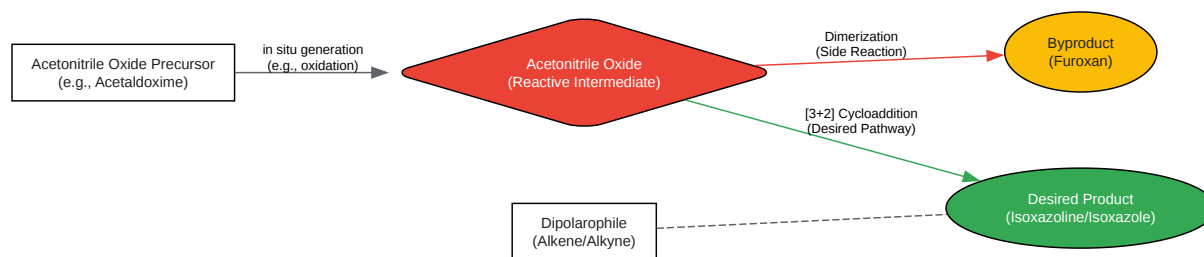 Acetonitrile Oxide Precursor
(e.g., Acetaldoxime)
in situ generation
(e.g., oxidation)
Acetonitrile Oxide
(Reactive Intermediate)
Dimerization
(Side Reaction)
Byproduct
(Furoxan)
[3+2] Cycloaddition
(Desired Pathway)
Desired Product
(Isoxazoline/Isoxazole)
Dipolarophile
(Alkene/Alkyne)